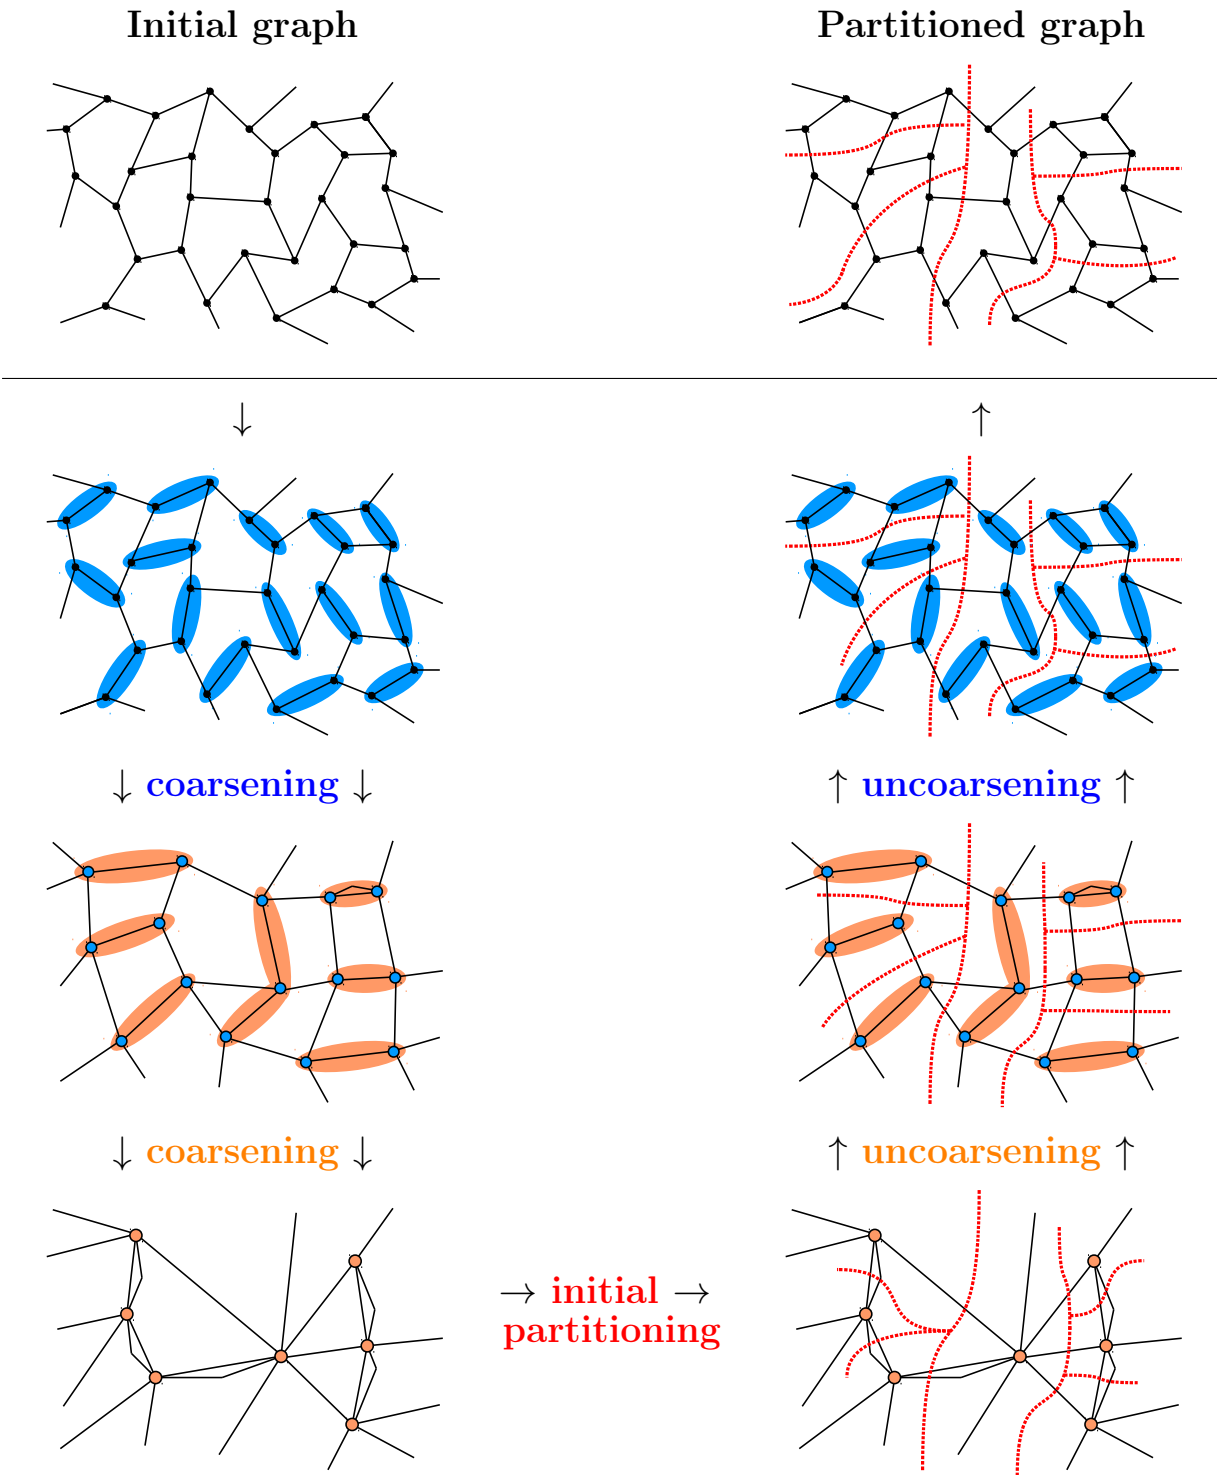 Initial graph
Partitioned graph
↓
↑
↓ coarsening ↓
↑ uncoarsening ↑
↓ coarsening ↓
↑ uncoarsening ↑
→ initial →
partitioning